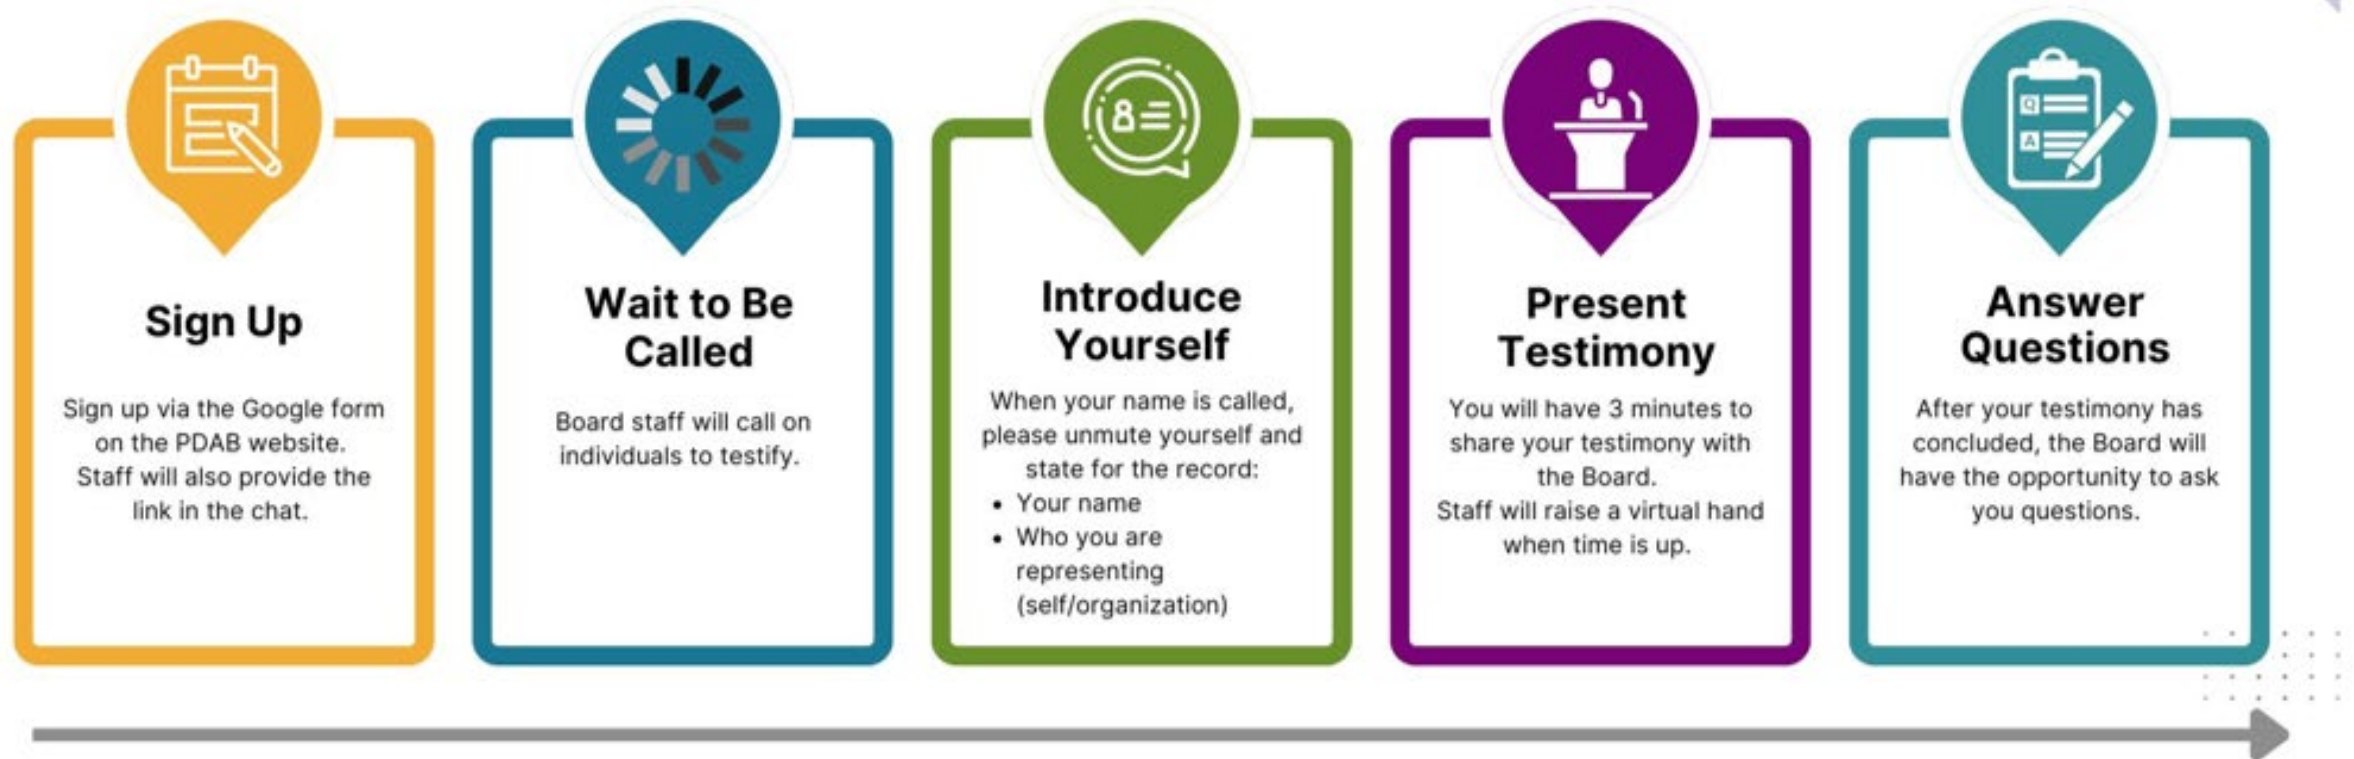 Sign Up
Sign up via the Google form
on the PDAB website.
Staff will also provide the
link in the chat.
Wait to Be
Called
Board staff will call on
individuals to testify.
Introduce
Yourself
When your name is called,
please unmute yourself and
state for the record:
• Your name
• Who you are
representing
(self/organization)
Present
Testimony
You will have 3 minutes to
share your testimony with
the Board.
Staff will raise a virtual hand
when time is up.
Q
A
Answer
Questions
After your testimony has
concluded, the Board will
have the opportunity to ask
you questions.